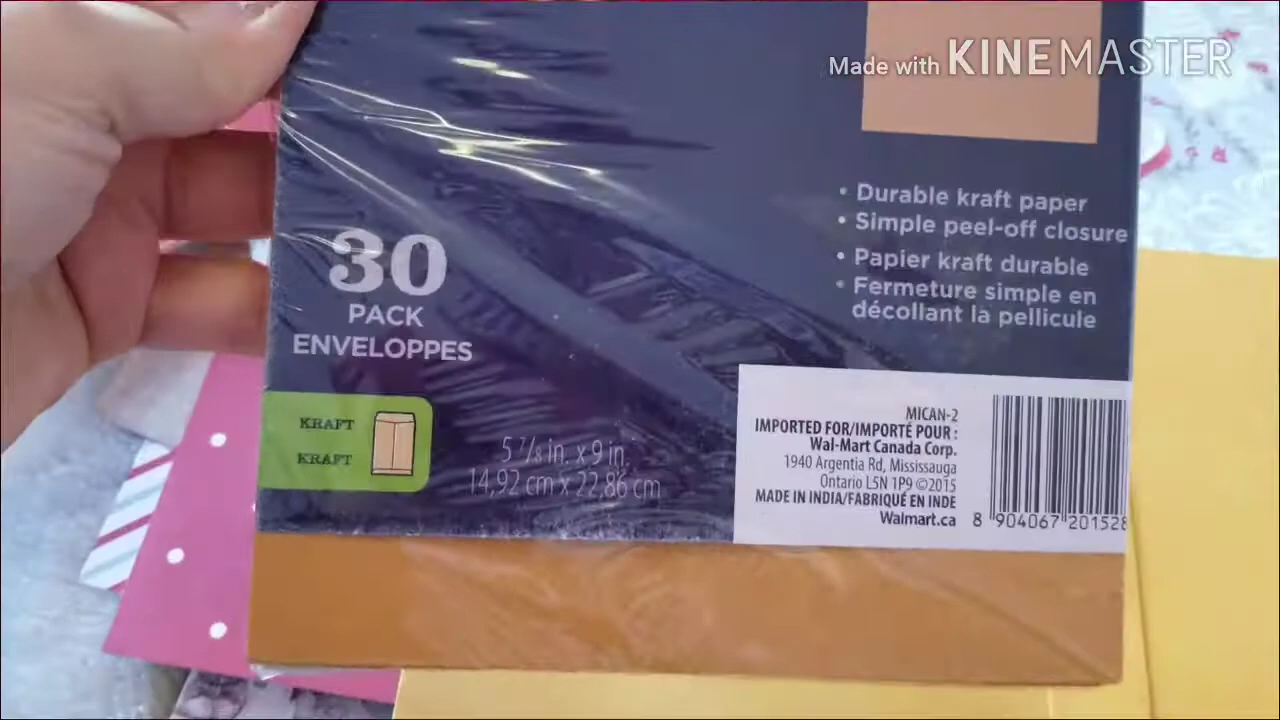 Made with KINEMASTER
• Durable kraft paper
• Simple peel-off closure
• Papier kraft durable
• Fermeture simple en
décollant la pellicule
30
PACK
ENVELOPPES
KRAFT
KRAFT
5 7/8 in. x 9 in.
14,92 cm x 22,86 cm
MICAN-2
IMPORTED FOR/IMPORTÉ POUR :
Wal-Mart Canada Corp.
1940 Argentia Rd, Mississauga
Ontario L5N 1P9 ©2015
MADE IN INDIA/FABRIQUÉ EN INDE
Walmart.ca
8 904067 201528